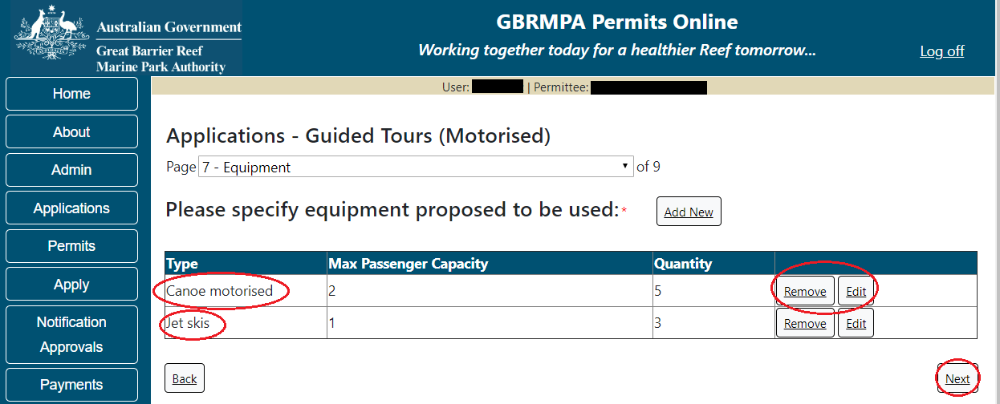 Australian Government
Great Barrier Reef
Marine Park Authority
GBRMPA Permits Online
Working together today for a healthier Reef tomorrow...
Log off
User: | Permittee:
Home
About
Admin
Applications
Permits
Apply
Notification
Approvals
Payments
Applications - Guided Tours (Motorised)
Page 7 - Equipment of 9
Please specify equipment proposed to be used:* Add New
Type Max Passenger Capacity Quantity
Canoe motorised 2 5 Remove Edit
Jet skis 1 3 Remove Edit
Back Next